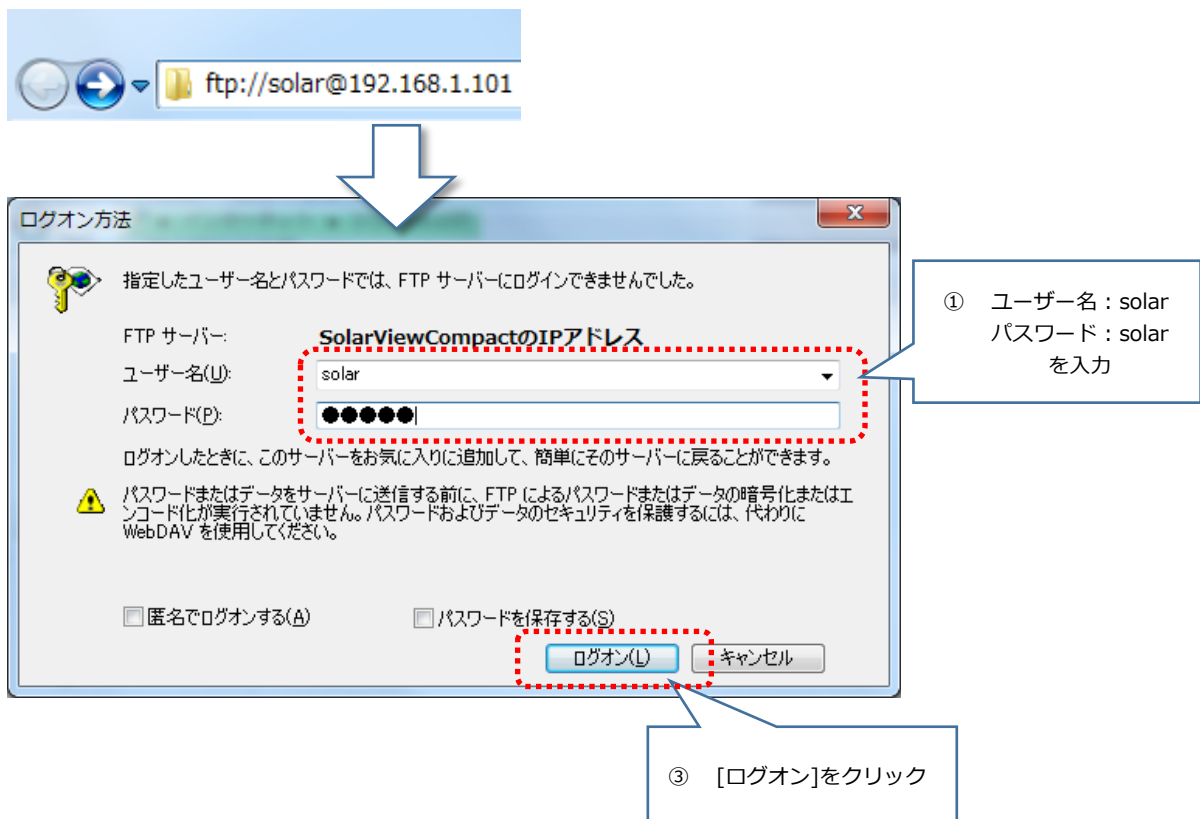 ftp://solar@192.168.1.101
ログオン方法
指定したユーザー名とパスワードでは、FTP サーバーにログインできませんでした。
FTP サーバー:
SolarViewCompactのIPアドレス
ユーザー名(U):
solar
パスワード(P):
●●●●●
ログオンしたときに、このサーバーをお気に入りに追加して、簡単にそのサーバーに戻ることができます。
パスワードまたはデータをサーバーに送信する前に、FTP によるパスワードまたはデータの暗号化またはエ
ンコード化が実行されていません。パスワードおよびデータのセキュリティを保護するには、代わりに
WebDAV を使用してください。
匿名でログオンする(A)
パスワードを保存する(S)
ログオン(L)
キャンセル
① ユーザー名：solar
パスワード：solar
を入力
③ [ログオン]をクリック